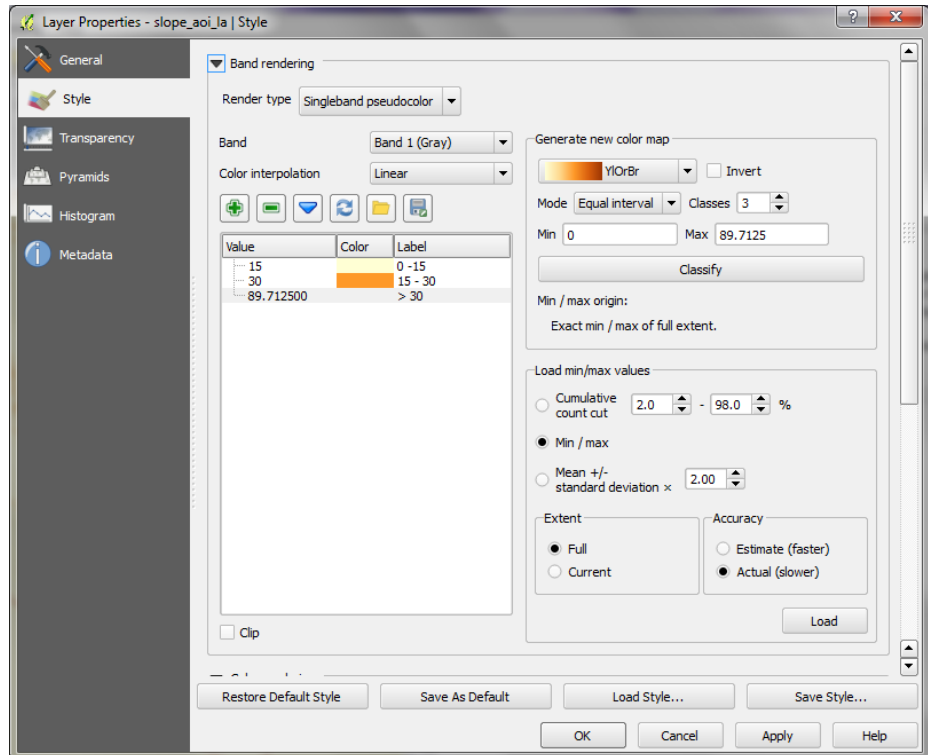 Layer Properties - slope_aoi_la | Style
General
Style
Transparency
Pyramids
Histogram
Metadata
Band rendering
Render type Singleband pseudocolor
Band Band 1 (Gray)
Color interpolation Linear
Value Color Label
15 0 -15
30 15 - 30
89.712500 > 30
Clip
Generate new color map
YlOrBr Invert
Mode Equal interval Classes 3
Min 0 Max 89.7125
Classify
Min / max origin:
Exact min / max of full extent.
Load min/max values
Cumulative
count cut 2.0 - 98.0 %
Min / max
Mean +/-
standard deviation × 2.00
Extent
Full
Current
Accuracy
Estimate (faster)
Actual (slower)
Load
Restore Default Style Save As Default Load Style... Save Style...
OK Cancel Apply Help